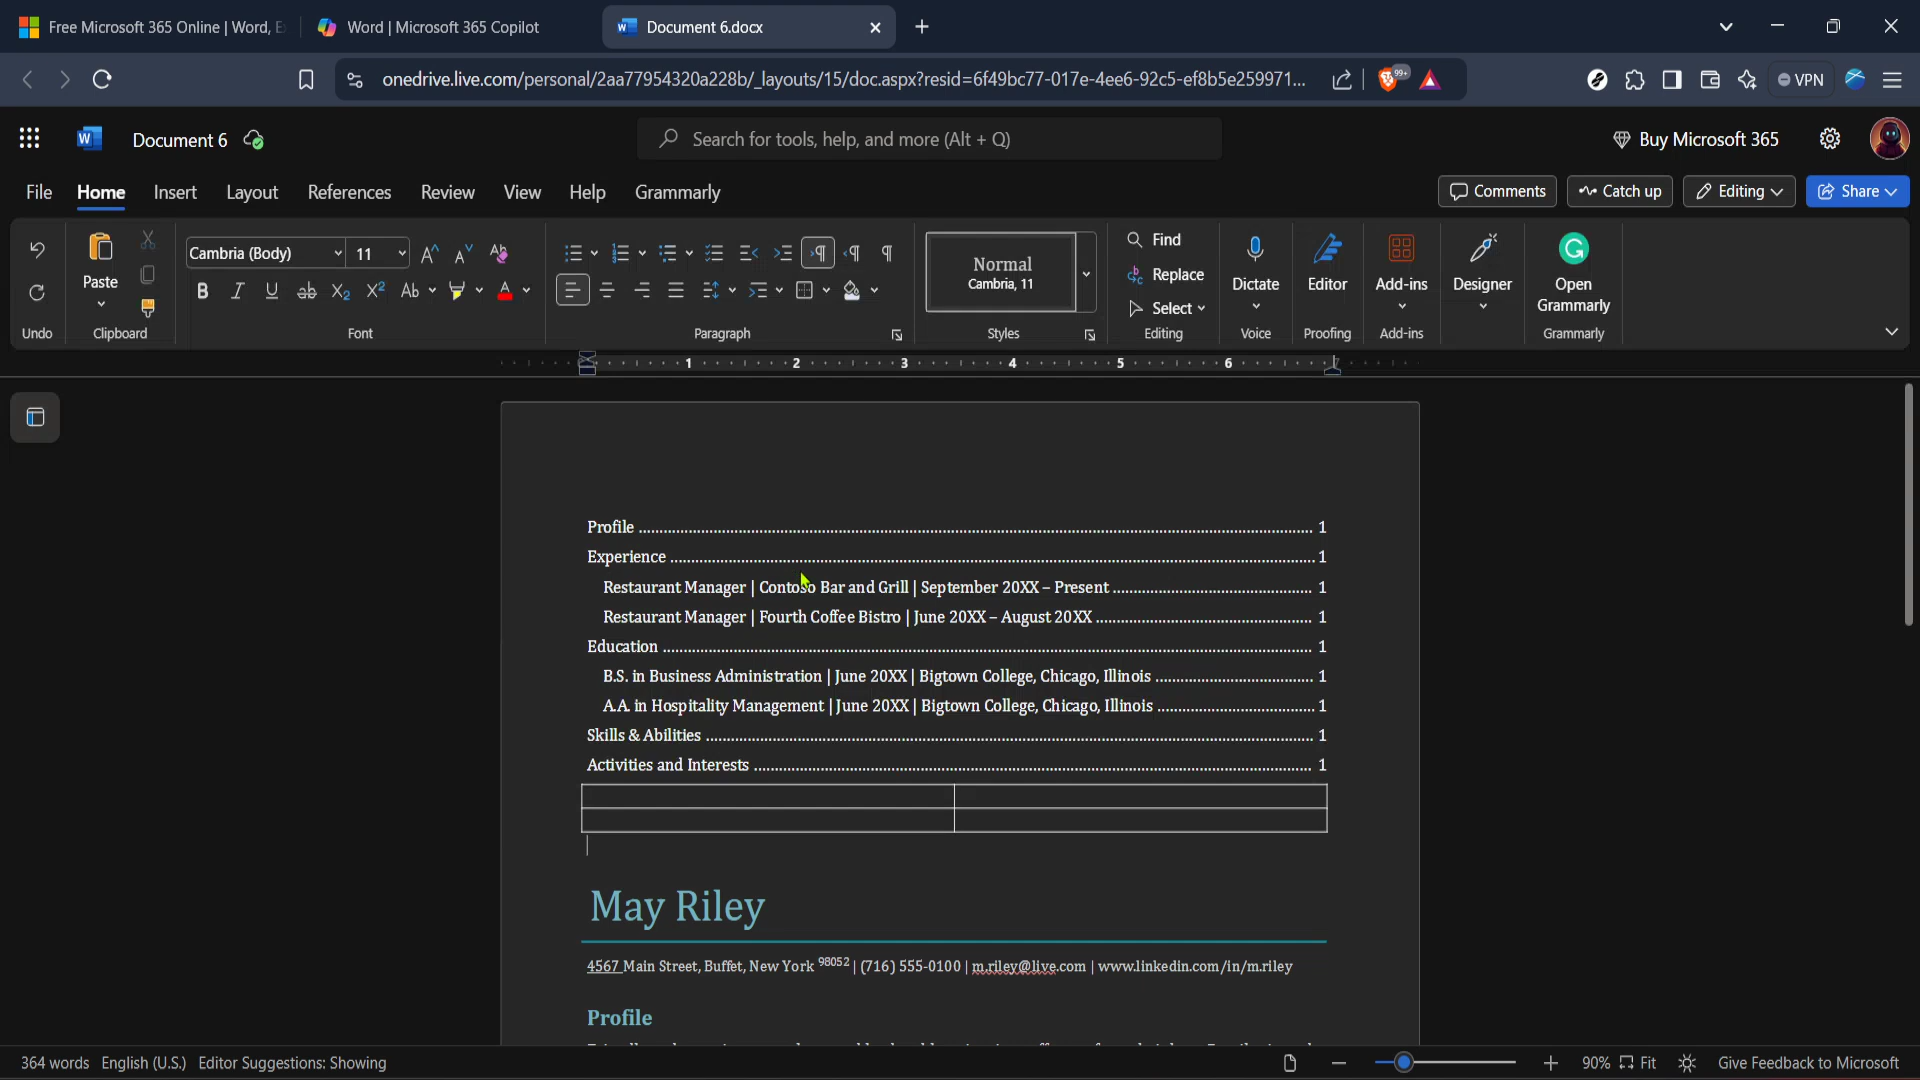 Free Microsoft 365 Online | Word, E
Word | Microsoft 365 Copilot
Document 6.docx
onedrive.live.com/personal/2aa77954320a228b/_layouts/15/doc.aspx?resid=6f49bc77-017e-4ee6-92c5-ef8b5e259971...
99+
VPN
Document 6
Search for tools, help, and more (Alt + Q)
Buy Microsoft 365
File Home Insert Layout References Review View Help Grammarly
Comments Catch up Editing Share
Cambria (Body) 11
Paste
Normal
Cambria, 11
Find
Replace
Select
Dictate
Editor
Add-ins
Designer
Open
Grammarly
Undo Clipboard Font Paragraph Styles Editing Voice Proofing Add-ins Grammarly
1 2 3 4 5 6 7
Profile ........ 1
Experience ........ 1
Restaurant Manager | Contoso Bar and Grill | September 20XX – Present ........ 1
Restaurant Manager | Fourth Coffee Bistro | June 20XX – August 20XX ........ 1
Education ........ 1
B.S. in Business Administration | June 20XX | Bigtown College, Chicago, Illinois ........ 1
A.A. in Hospitality Management | June 20XX | Bigtown College, Chicago, Illinois ........ 1
Skills & Abilities ........ 1
Activities and Interests ........ 1
May Riley
4567 Main Street, Buffet, New York 98052 | (716) 555-0100 | m.riley@live.com | www.linkedin.com/in/m.riley
Profile
364 words English (U.S.) Editor Suggestions: Showing
90% Fit Give Feedback to Microsoft